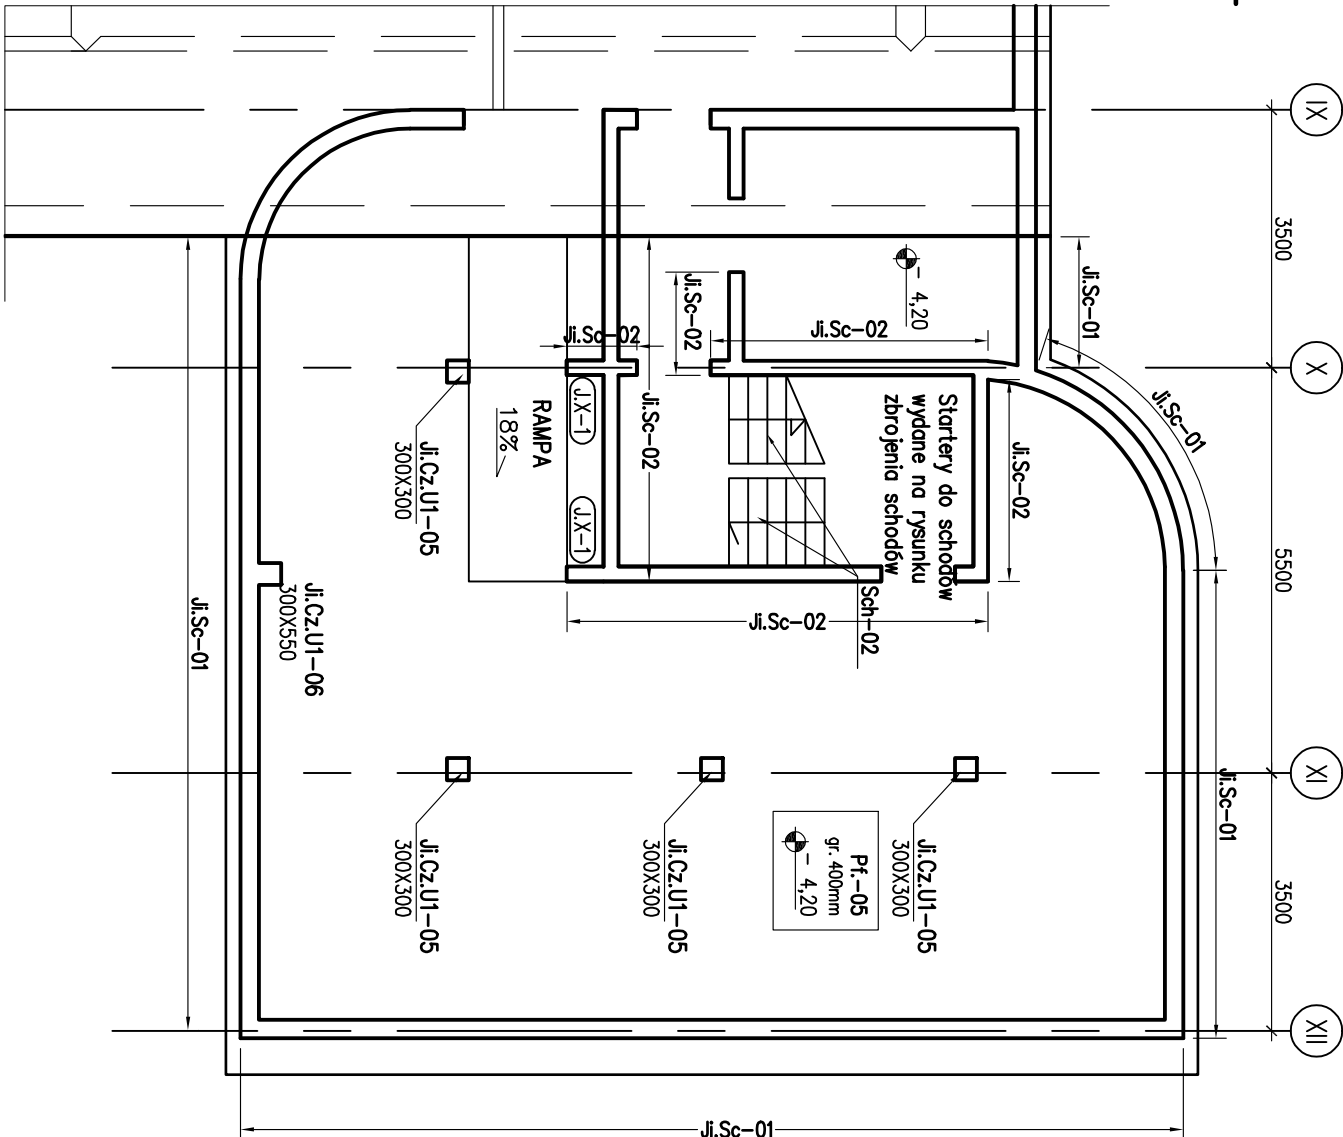 IX
3500
X
5500
XI
3500
XII
Ji.Sc-01
Ji.Sc-01
Ji.Sc-01
- 4,20
Ji.Sc-02
Ji.Sc-02
Ji.Sc-02
Ji.Sc-02
Ji.Sc-02
Startery do schodów
wydane na rysunku
zbrojenia schodów
Sch-02
Ji.Sc-02
J.X-1
J.X-1
RAMPA
18%
Ji.Cz.U1-05
300X300
Ji.Cz.U1-06
300X550
Ji.Sc-01
Ji.Cz.U1-05
300X300
Pf.-05
gr. 400mm
- 4,20
Ji.Cz.U1-05
300X300
Ji.Cz.U1-05
300X300
Ji.Sc-01